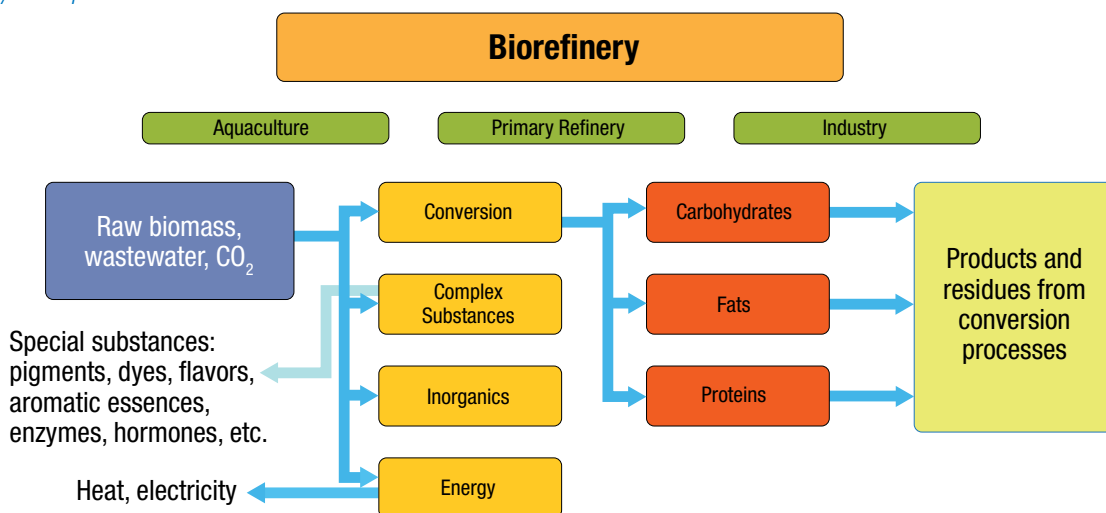 Biorefinery
Aquaculture
Primary Refinery
Industry
Raw biomass,
wastewater, CO₂
Conversion
Carbohydrates
Products and
residues from
conversion
processes
Complex
Substances
Fats
Special substances:
pigments, dyes, flavors,
aromatic essences,
enzymes, hormones, etc.
Inorganics
Proteins
Heat, electricity
Energy